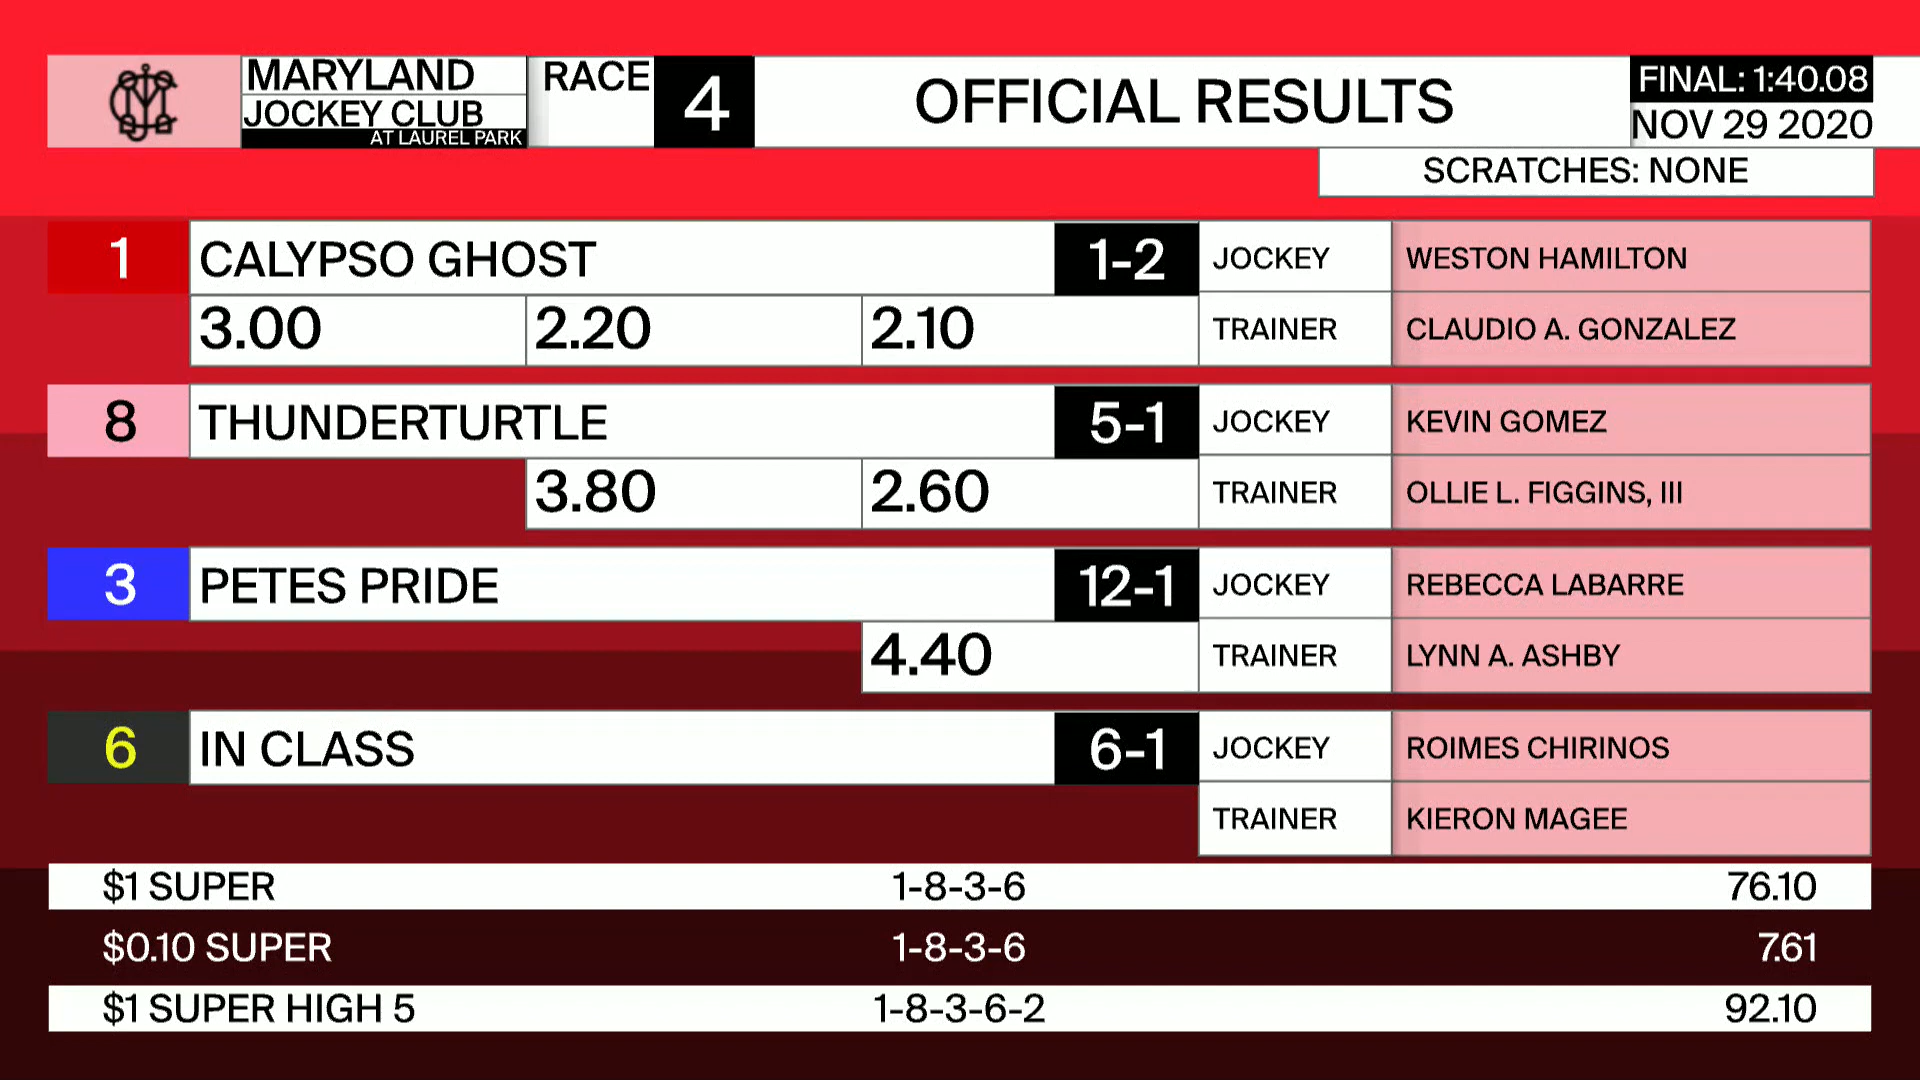 MARYLAND
JOCKEY CLUB
AT LAUREL PARK
RACE 4
OFFICIAL RESULTS
FINAL: 1:40.08
NOV 29 2020
SCRATCHES: NONE
1 CALYPSO GHOST 1-2 JOCKEY WESTON HAMILTON
3.00 2.20 2.10 TRAINER CLAUDIO A. GONZALEZ
8 THUNDERTURTLE 5-1 JOCKEY KEVIN GOMEZ
3.80 2.60 TRAINER OLLIE L. FIGGINS, III
3 PETES PRIDE 12-1 JOCKEY REBECCA LABARRE
4.40 TRAINER LYNN A. ASHBY
6 IN CLASS 6-1 JOCKEY ROIMES CHIRINOS
TRAINER KIERON MAGEE
$1 SUPER 1-8-3-6 76.10
$0.10 SUPER 1-8-3-6 7.61
$1 SUPER HIGH 5 1-8-3-6-2 92.10